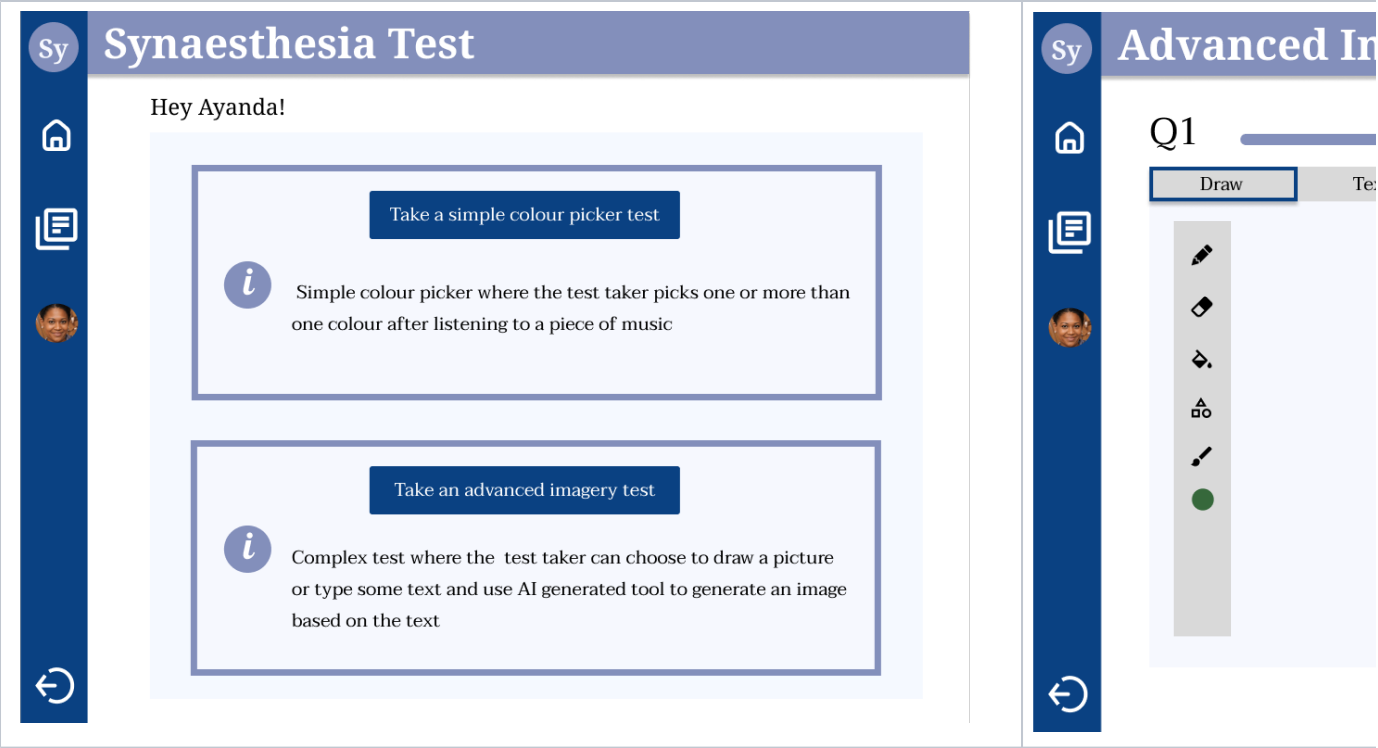 Sy
Synaesthesia Test
Hey Ayanda!
Take a simple colour picker test
i
Simple colour picker where the test taker picks one or more than
one colour after listening to a piece of music
Take an advanced imagery test
i
Complex test where the test taker can choose to draw a picture
or type some text and use AI generated tool to generate an image
based on the text
Sy
Advanced
Q1
Draw